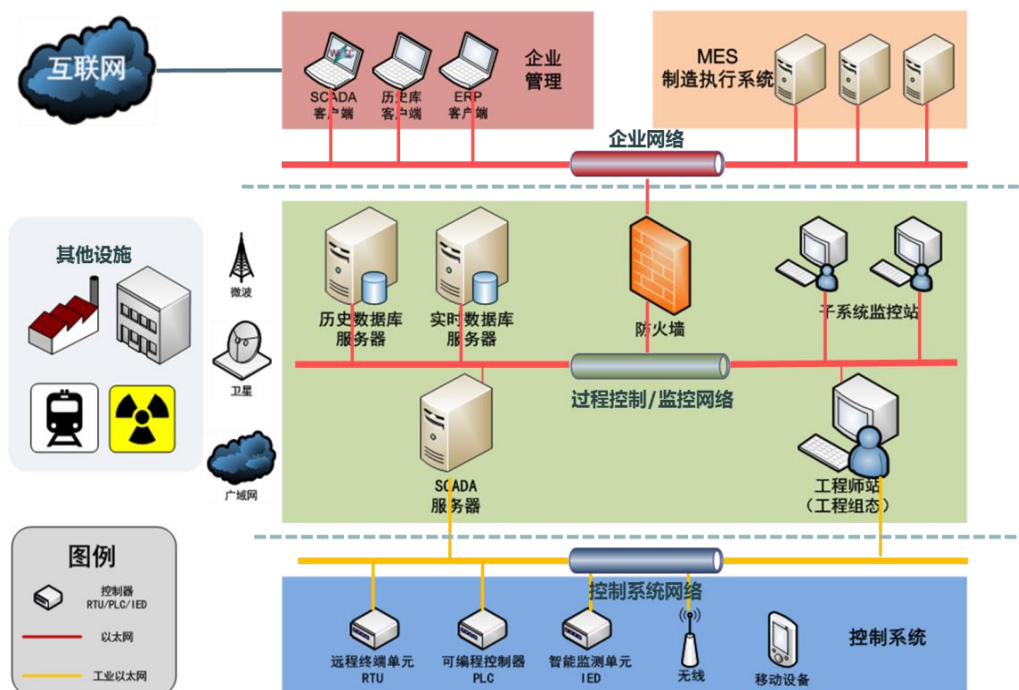 互联网
SCADA
客户端
历史库
客户端
ERP
客户端
企业
管理
MES
制造执行系统
企业网络
其他设施
微波
卫星
广域网
历史数据库
服务器
实时数据库
服务器
防火墙
子系统监控站
过程控制/监控网络
SCADA
服务器
工程师站
(工程组态)
图例
控制器
RTU/PLC/IED
以太网
工业以太网
控制系统网络
远程终端单元
RTU
可编程控制器
PLC
智能监测单元
IED
无线
移动设备
控制系统